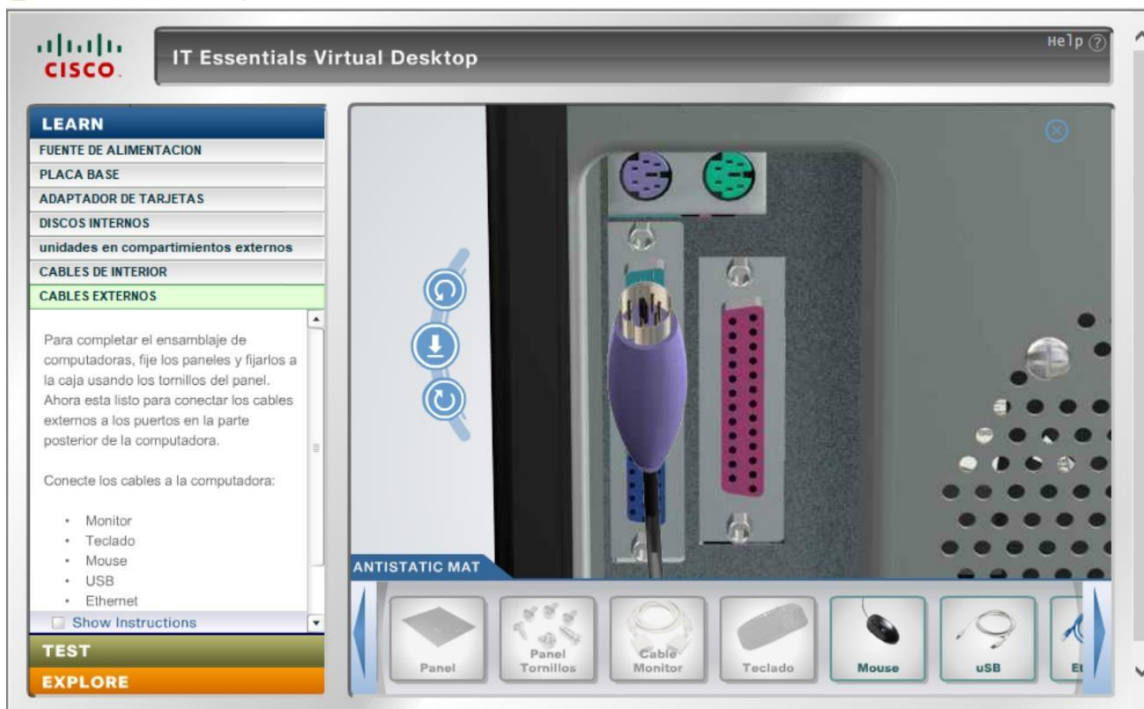 CISCO
IT Essentials Virtual Desktop
Help ?
LEARN
FUENTE DE ALIMENTACION
PLACA BASE
ADAPTADOR DE TARJETAS
DISCOS INTERNOS
unidades en compartimientos externos
CABLES DE INTERIOR
CABLES EXTERNOS
Para completar el ensamblaje de
computadoras, fije los paneles y fijarlos a
la caja usando los tornillos del panel.
Ahora esta listo para conectar los cables
externos a los puertos en la parte
posterior de la computadora.
Conecte los cables a la computadora:
• Monitor
• Teclado
• Mouse
• USB
• Ethernet
Show Instructions
TEST
EXPLORE
ANTISTATIC MAT
Panel
Panel
Tornillos
Cable
Monitor
Teclado
Mouse
uSB